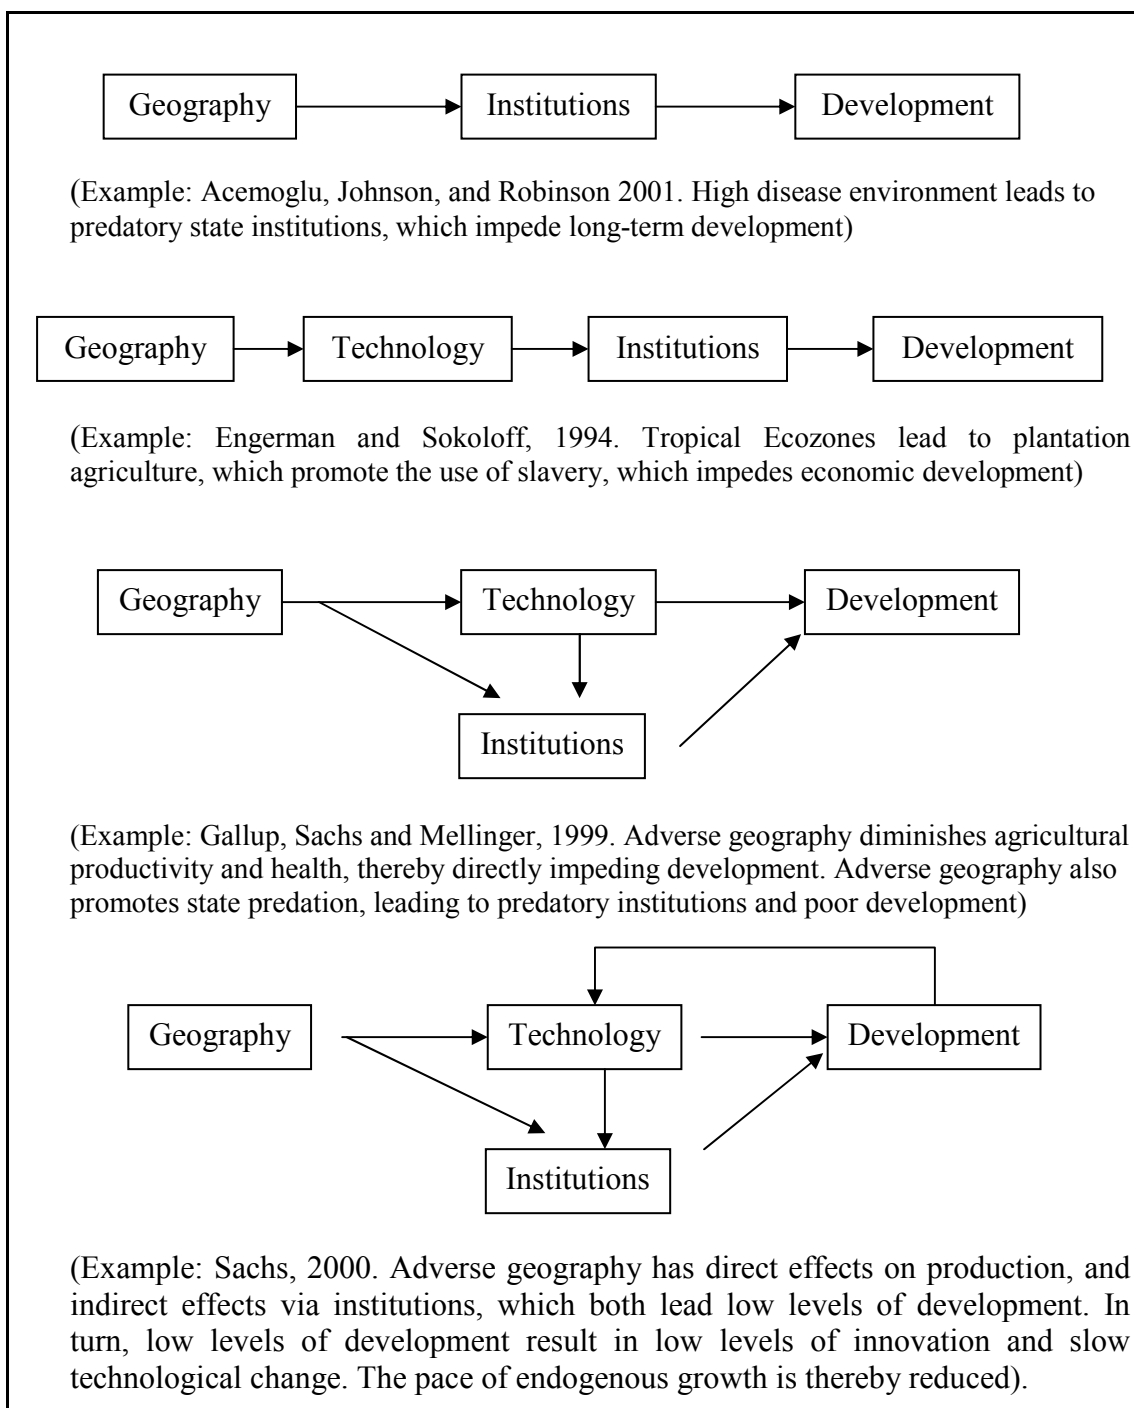 Geography Institutions Development
(Example: Acemoglu, Johnson, and Robinson 2001. High disease environment leads to
predatory state institutions, which impede long-term development)
Geography Technology Institutions Development
(Example: Engerman and Sokoloff, 1994. Tropical Ecozones lead to plantation
agriculture, which promote the use of slavery, which impedes economic development)
Geography Technology Development
Institutions
(Example: Gallup, Sachs and Mellinger, 1999. Adverse geography diminishes agricultural
productivity and health, thereby directly impeding development. Adverse geography also
promotes state predation, leading to predatory institutions and poor development)
Geography Technology Development
Institutions
(Example: Sachs, 2000. Adverse geography has direct effects on production, and
indirect effects via institutions, which both lead low levels of development. In
turn, low levels of development result in low levels of innovation and slow
technological change. The pace of endogenous growth is thereby reduced).